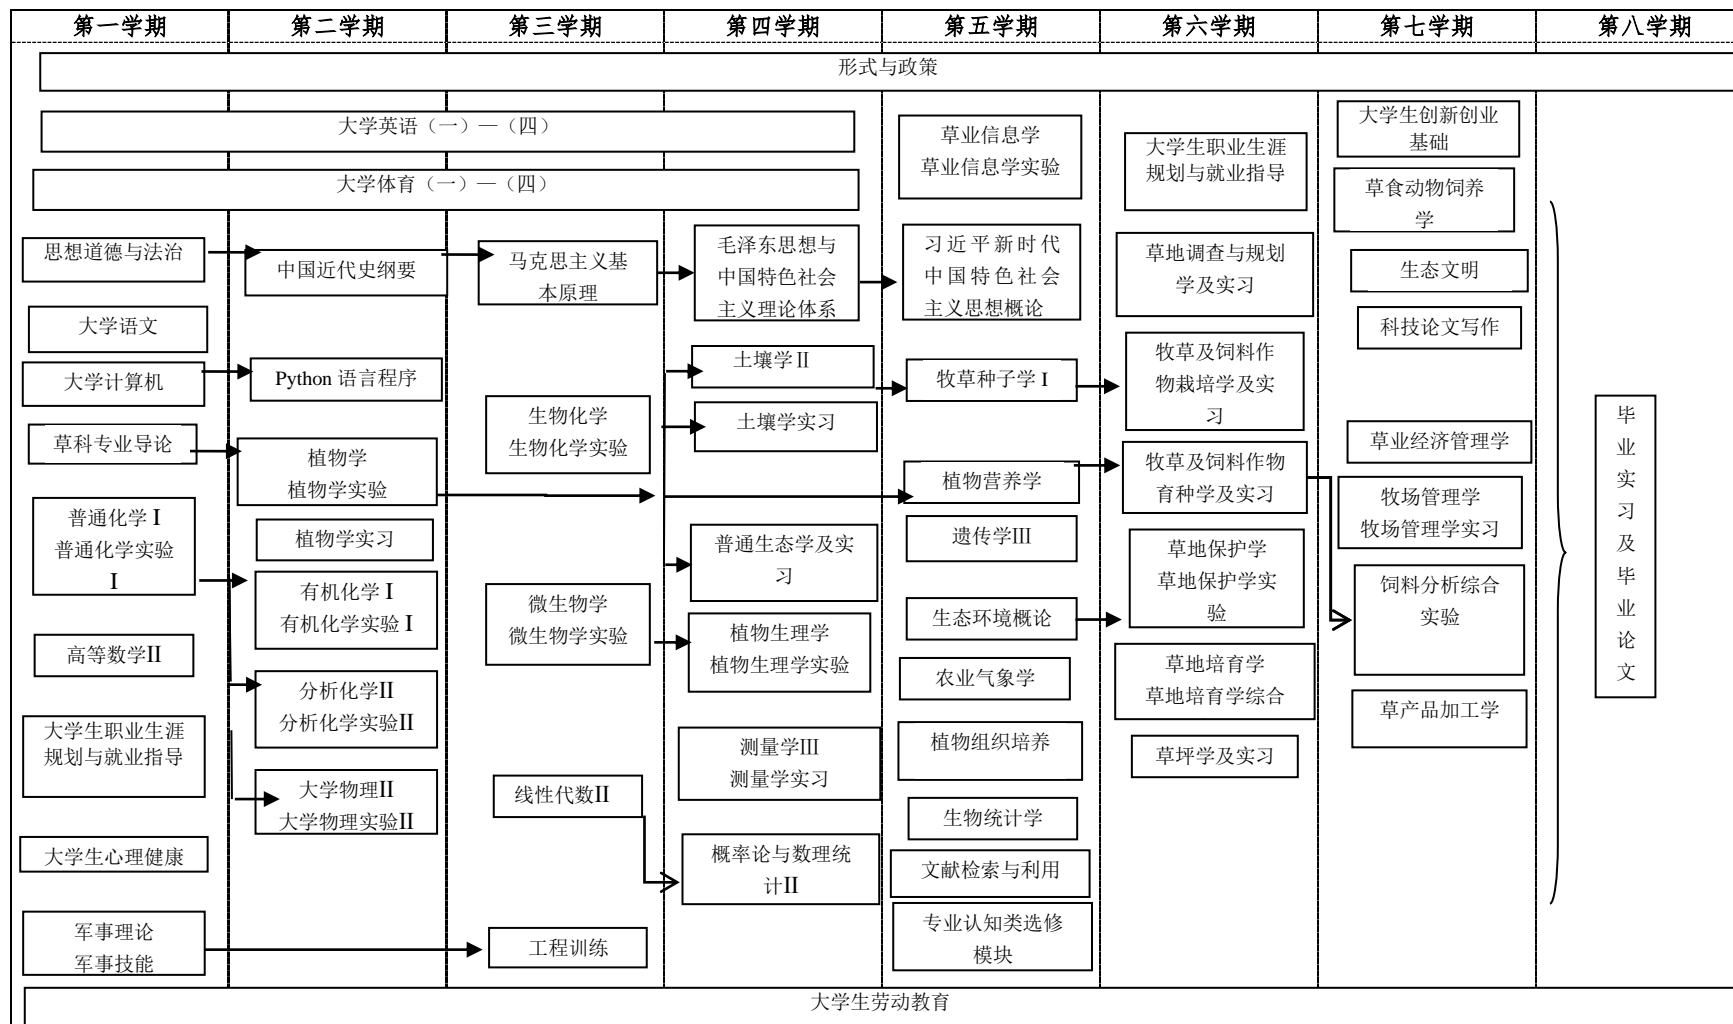 第一学期
第二学期
第三学期
第四学期
第五学期
第六学期
第七学期
第八学期
形式与政策
大学英语（一）—（四）
大学体育（一）—（四）
思想道德与法治
大学语文
大学计算机
草科专业导论
普通化学 I
普通化学实验
I
高等数学II
大学生职业生涯
规划与就业指导
大学生心理健康
军事理论
军事技能
中国近代史纲要
Python 语言程序
植物学
植物学实验
植物学实习
有机化学 I
有机化学实验 I
分析化学II
分析化学实验II
大学物理II
大学物理实验II
马克思主义基
本原理
生物化学
生物化学实验
微生物学
微生物学实验
线性代数II
工程训练
毛泽东思想与
中国特色社会
主义理论体系
土壤学Ⅱ
土壤学实习
普通生态学及实
习
植物生理学
植物生理学实验
测量学III
测量学实习
概率论与数理统
计II
草业信息学
草业信息学实验
习近平新时代
中国特色社会
主义思想概论
牧草种子学 I
植物营养学
遗传学III
生态环境概论
农业气象学
植物组织培养
生物统计学
文献检索与利用
专业认知类选修
模块
大学生职业生涯
规划与就业指导
草地调查与规划
学及实习
牧草及饲料作
物栽培学及实
习
牧草及饲料作物
育种学及实习
草地保护学
草地保护学实
验
草地培育学
草地培育学综合
草坪学及实习
大学生创新创业
基础
草食动物饲养
学
生态文明
科技论文写作
草业经济管理学
牧场管理学
牧场管理学实习
饲料分析综合
实验
草产品加工学
毕
业
实
习
及
毕
业
论
文
大学生劳动教育